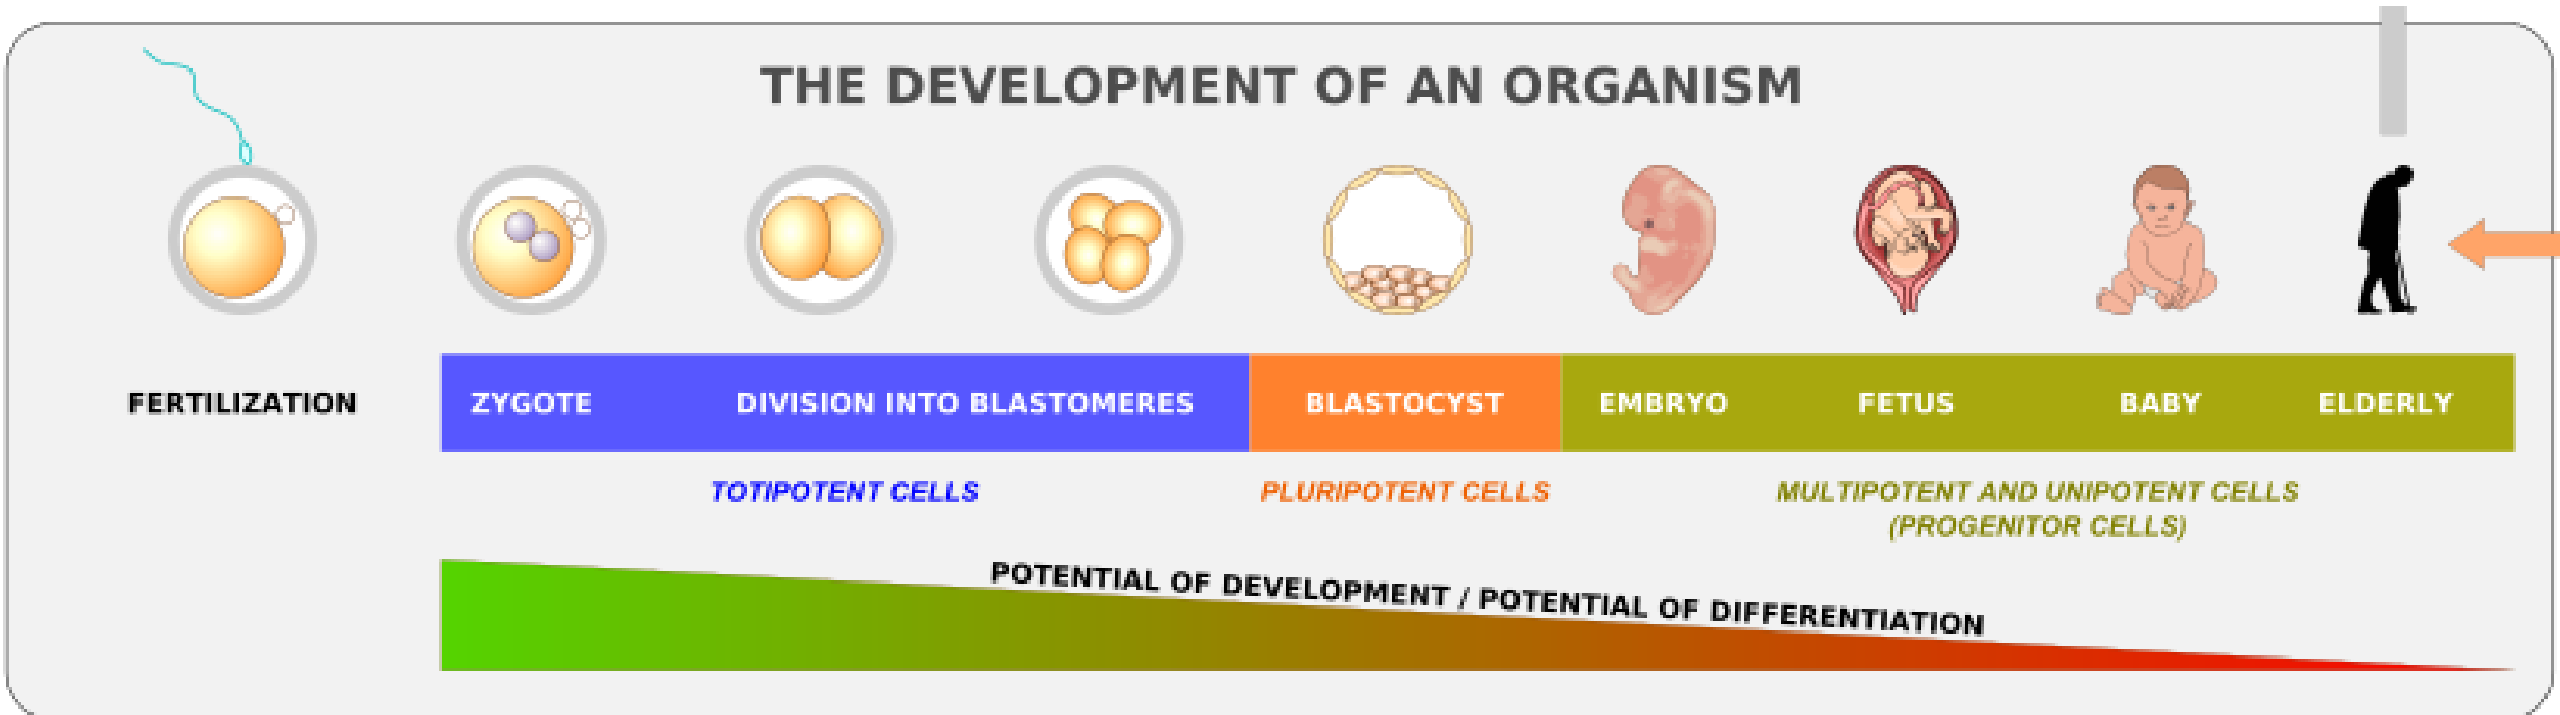 THE DEVELOPMENT OF AN ORGANISM
FERTILIZATION
ZYGOTE
DIVISION INTO BLASTOMERES
BLASTOCYST
EMBRYO
FETUS
BABY
ELDERLY
TOTIPOTENT CELLS
PLURIPOTENT CELLS
MULTIPOTENT AND UNIPOTENT CELLS
(PROGENITOR CELLS)
POTENTIAL OF DEVELOPMENT / POTENTIAL OF DIFFERENTIATION